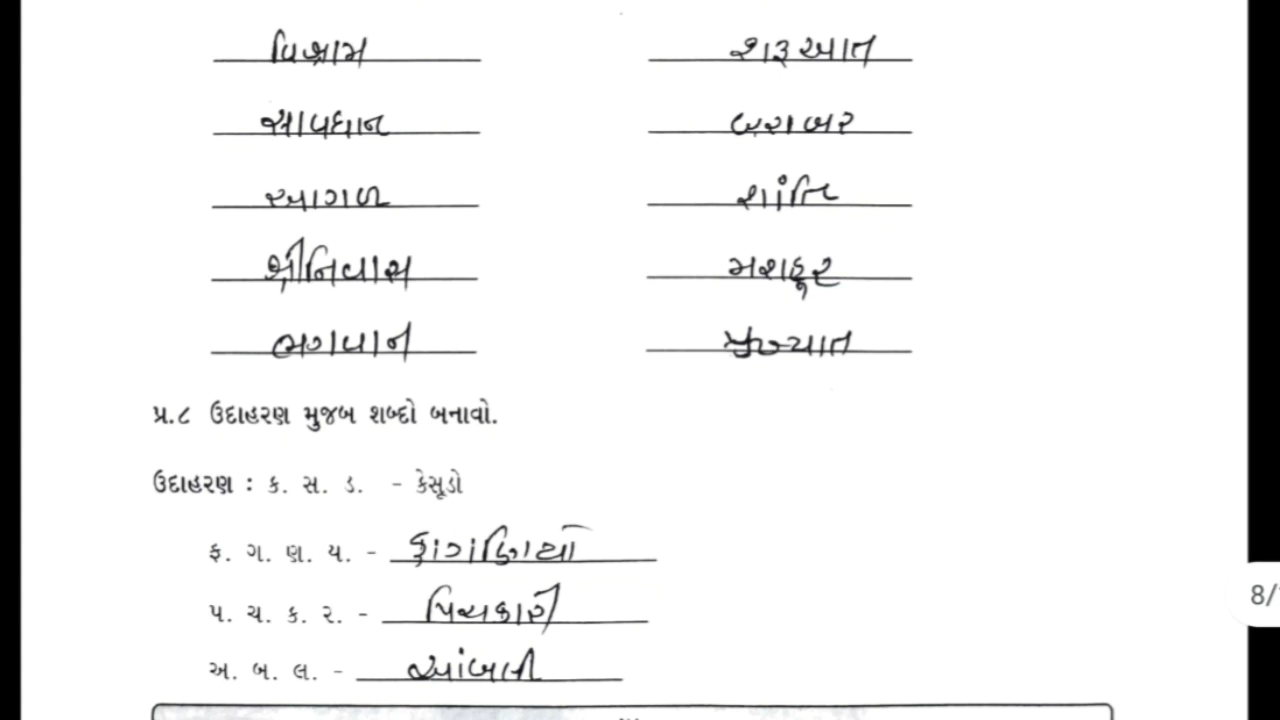 વિશ્રામ શરૂઆત
સાવધાન બરાબર
આગળ શાંતિ
શ્રીનિવાસ મશહૂર
ભગવાન પ્રખ્યાત
પ્ર.૮ ઉદાહરણ મુજબ શબ્દો બનાવો.
ઉદાહરણ : ક. સ. ડ. - કેસૂડો
ફ. ગ. ણ. ય. - ફાગણિયો
પ. ચ. ક. ર. - પિચકારી
અ. બ. લ. - આંબલી
8/